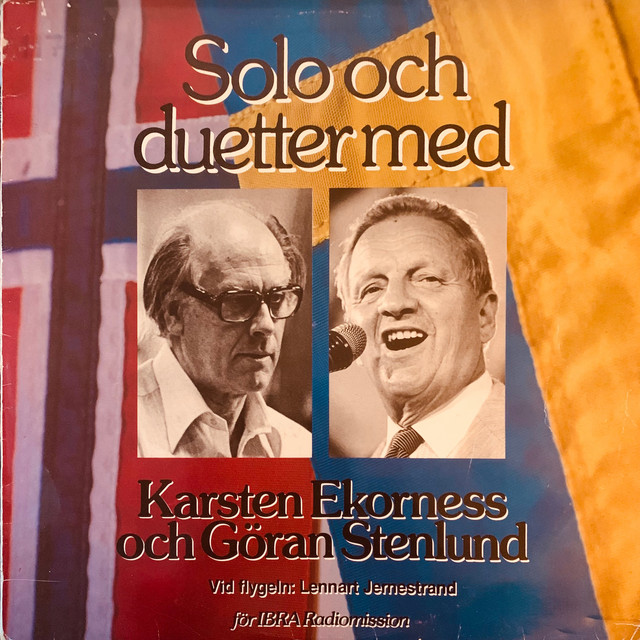 Solo och
duetter med
Karsten Ekorness
och Göran Stenlund
Vid flygeln: Lennart Jernestrand
för IBRA Radiomission